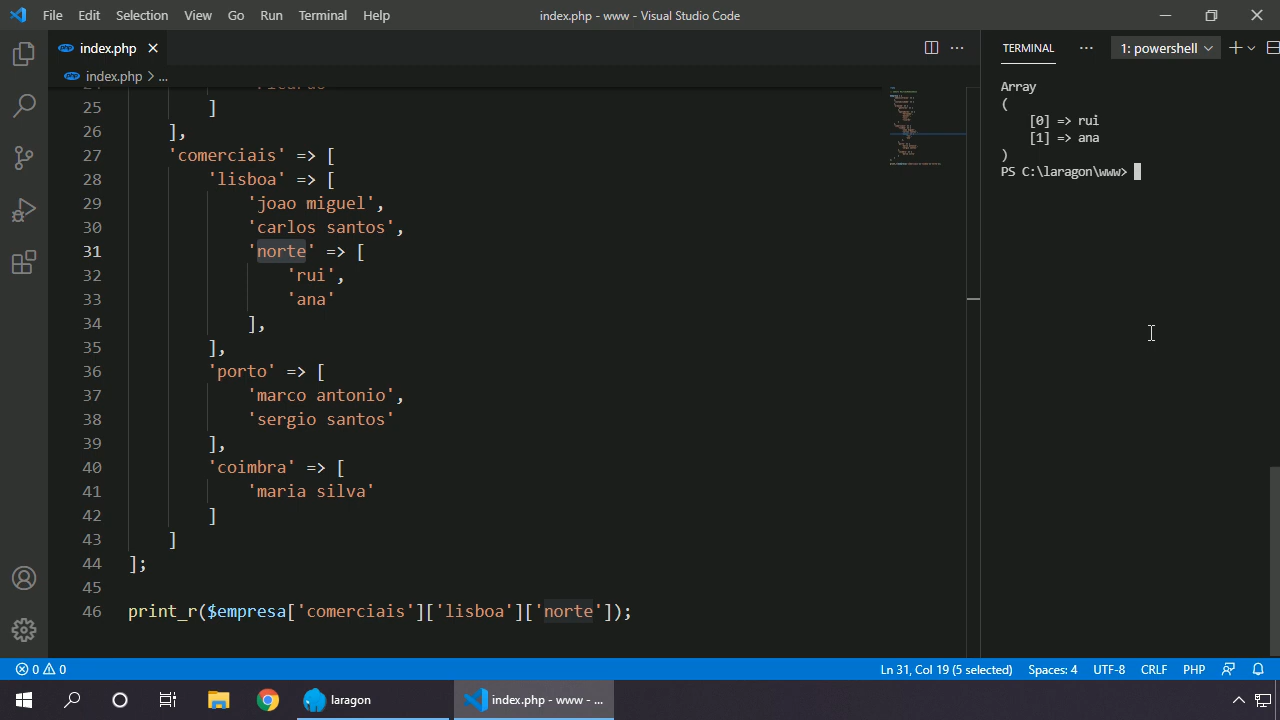 File Edit Selection View Go Run Terminal Help index.php - www - Visual Studio Code
php index.php
TERMINAL 1: powershell
php index.php > ...
25 ]
26 ],
27 'comerciais' => [
28 'lisboa' => [
29 'joao miguel',
30 'carlos santos',
31 'norte' => [
32 'rui',
33 'ana'
34 ],
35 ],
36 'porto' => [
37 'marco antonio',
38 'sergio santos'
39 ],
40 'coimbra' => [
41 'maria silva'
42 ]
43 ]
44 ];
45
46 print_r($empresa['comerciais']['lisboa']['norte']);
Array
(
[0] => rui
[1] => ana
)
PS C:\laragon\www>
0 0 Ln 31, Col 19 (5 selected) Spaces: 4 UTF-8 CRLF PHP
laragon index.php - www - ...